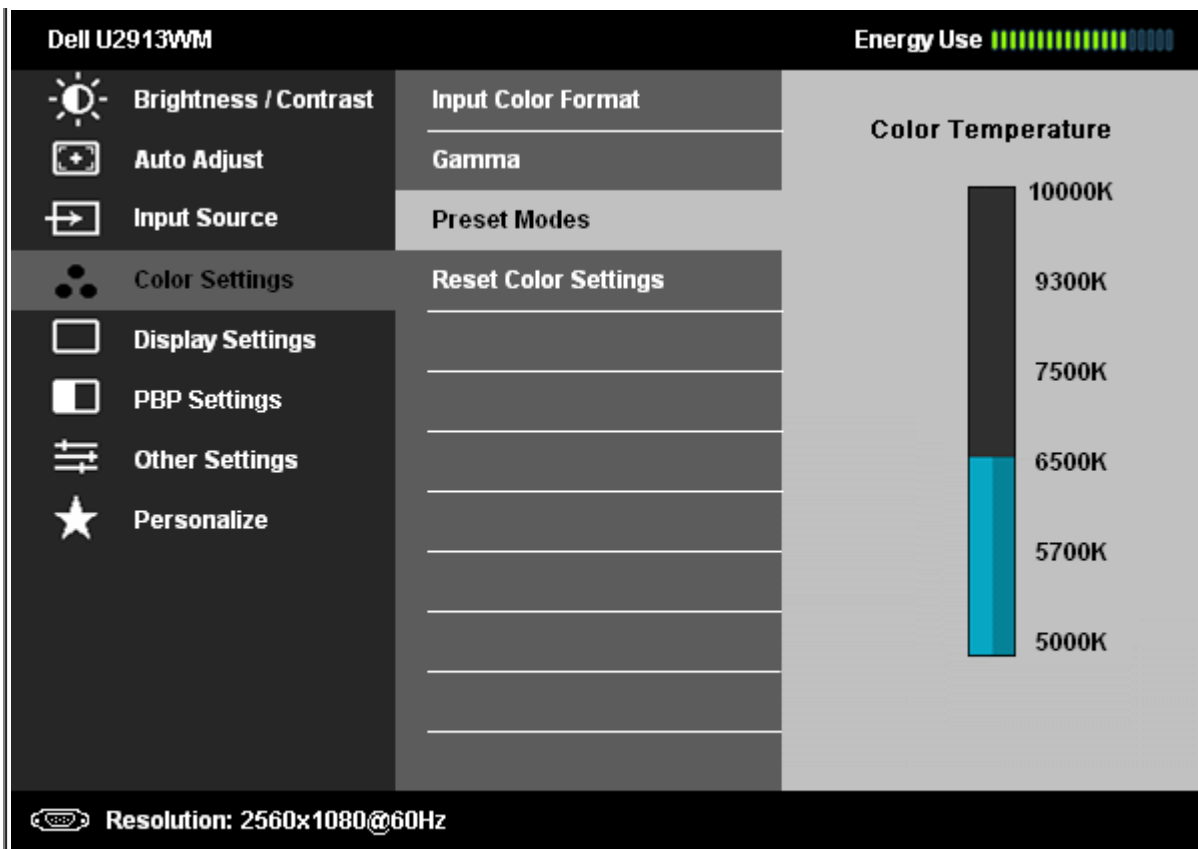 Dell U2913WM
Energy Use
Brightness / Contrast
Auto Adjust
Input Source
Color Settings
Display Settings
PBP Settings
Other Settings
Personalize
Input Color Format
Gamma
Preset Modes
Reset Color Settings
Color Temperature
10000K
9300K
7500K
6500K
5700K
5000K
Resolution: 2560x1080@60Hz